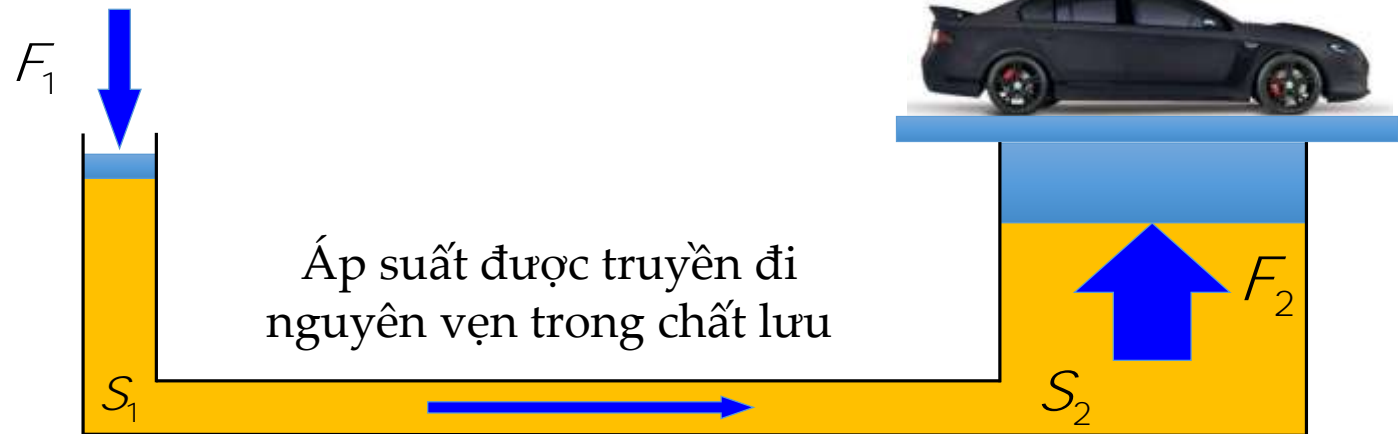 F₁
Áp suất được truyền đi
nguyên vẹn trong chất lưu
F₂
S₁
S₂